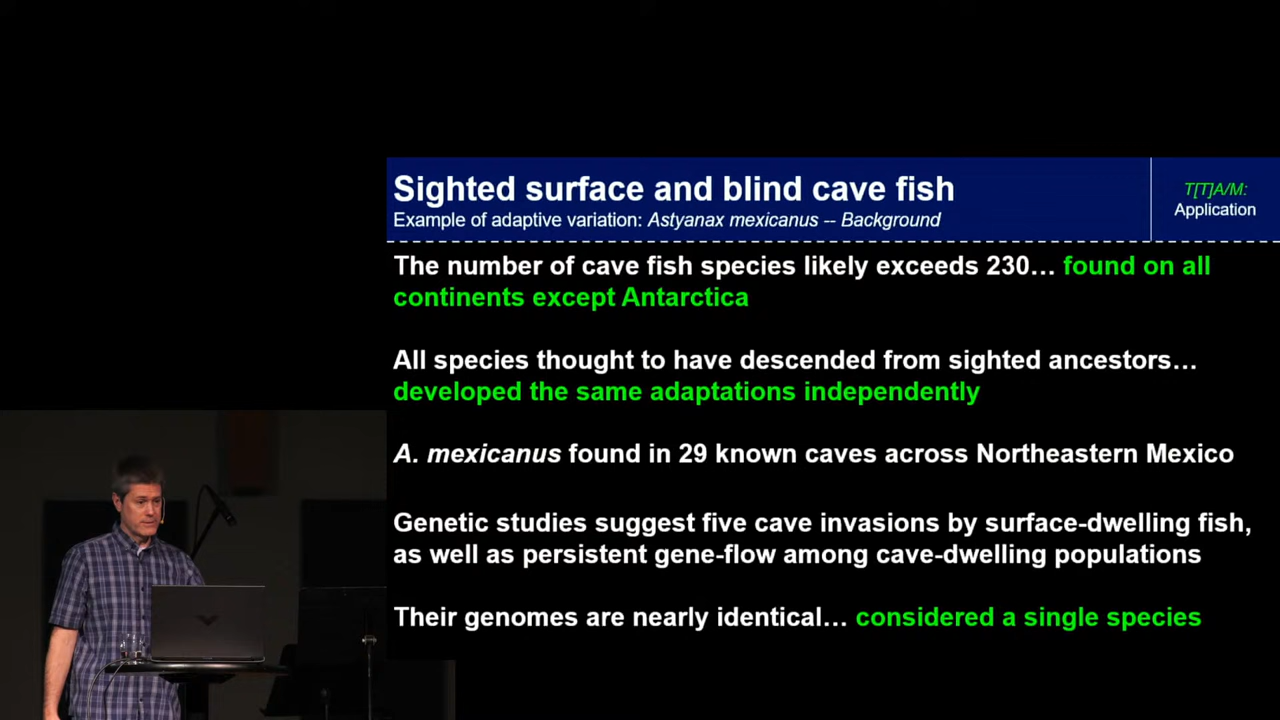 Sighted surface and blind cave fish
Example of adaptive variation: Astyanax mexicanus -- Background
T[T]A/M:
Application
The number of cave fish species likely exceeds 230… found on all
continents except Antarctica
All species thought to have descended from sighted ancestors…
developed the same adaptations independently
A. mexicanus found in 29 known caves across Northeastern Mexico
Genetic studies suggest five cave invasions by surface-dwelling fish,
as well as persistent gene-flow among cave-dwelling populations
Their genomes are nearly identical… considered a single species